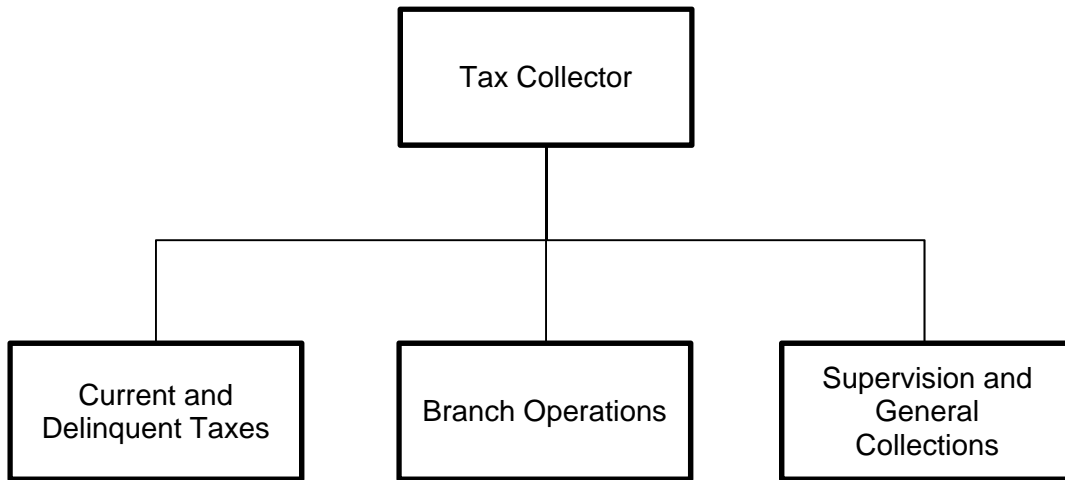 Tax Collector
Current and
Delinquent Taxes
Branch Operations
Supervision and
General
Collections